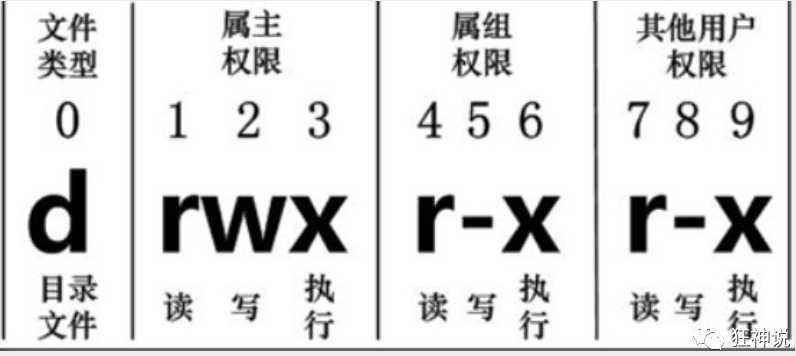 文件 属主 属组 其他用户
类型 权限 权限 权限
0 1 2 3 4 5 6 7 8 9
d rwx r-x r-x
目录文件 读 写 执行 读 写 执行 读 写 执行
狂神说